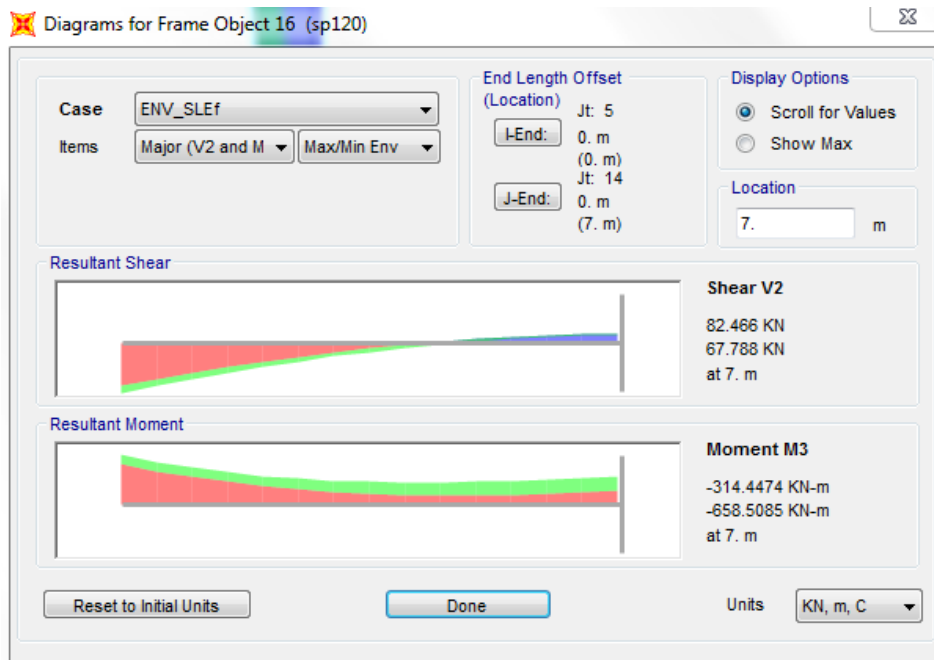 Diagrams for Frame Object 16 (sp120)
Case
ENV_SLEf
Items
Major (V2 and M
Max/Min Env
End Length Offset
(Location)
I-End:
Jt: 5
0. m
(0. m)
J-End:
Jt: 14
0. m
(7. m)
Display Options
Scroll for Values
Show Max
Location
7.
m
Resultant Shear
Shear V2
82.466 KN
67.788 KN
at 7. m
Resultant Moment
Moment M3
-314.4474 KN-m
-658.5085 KN-m
at 7. m
Reset to Initial Units
Done
Units
KN, m, C